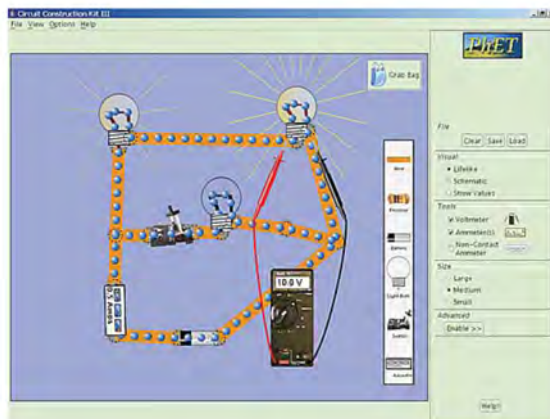 Circuit Construction Kit III
File View Options Help
Grab Bag
PhET
File
Clear Save Load
Visual
Lifelike
Schematic
Show Values
Tools
Voltmeter
Ammeter(s)
Non-Contact
Ammeter
Size
Large
Medium
Small
Advanced
Enable >>
Help!
Wire
Resistor
Battery
Light Bulb
Switch
10.0 V
0.5 Amps